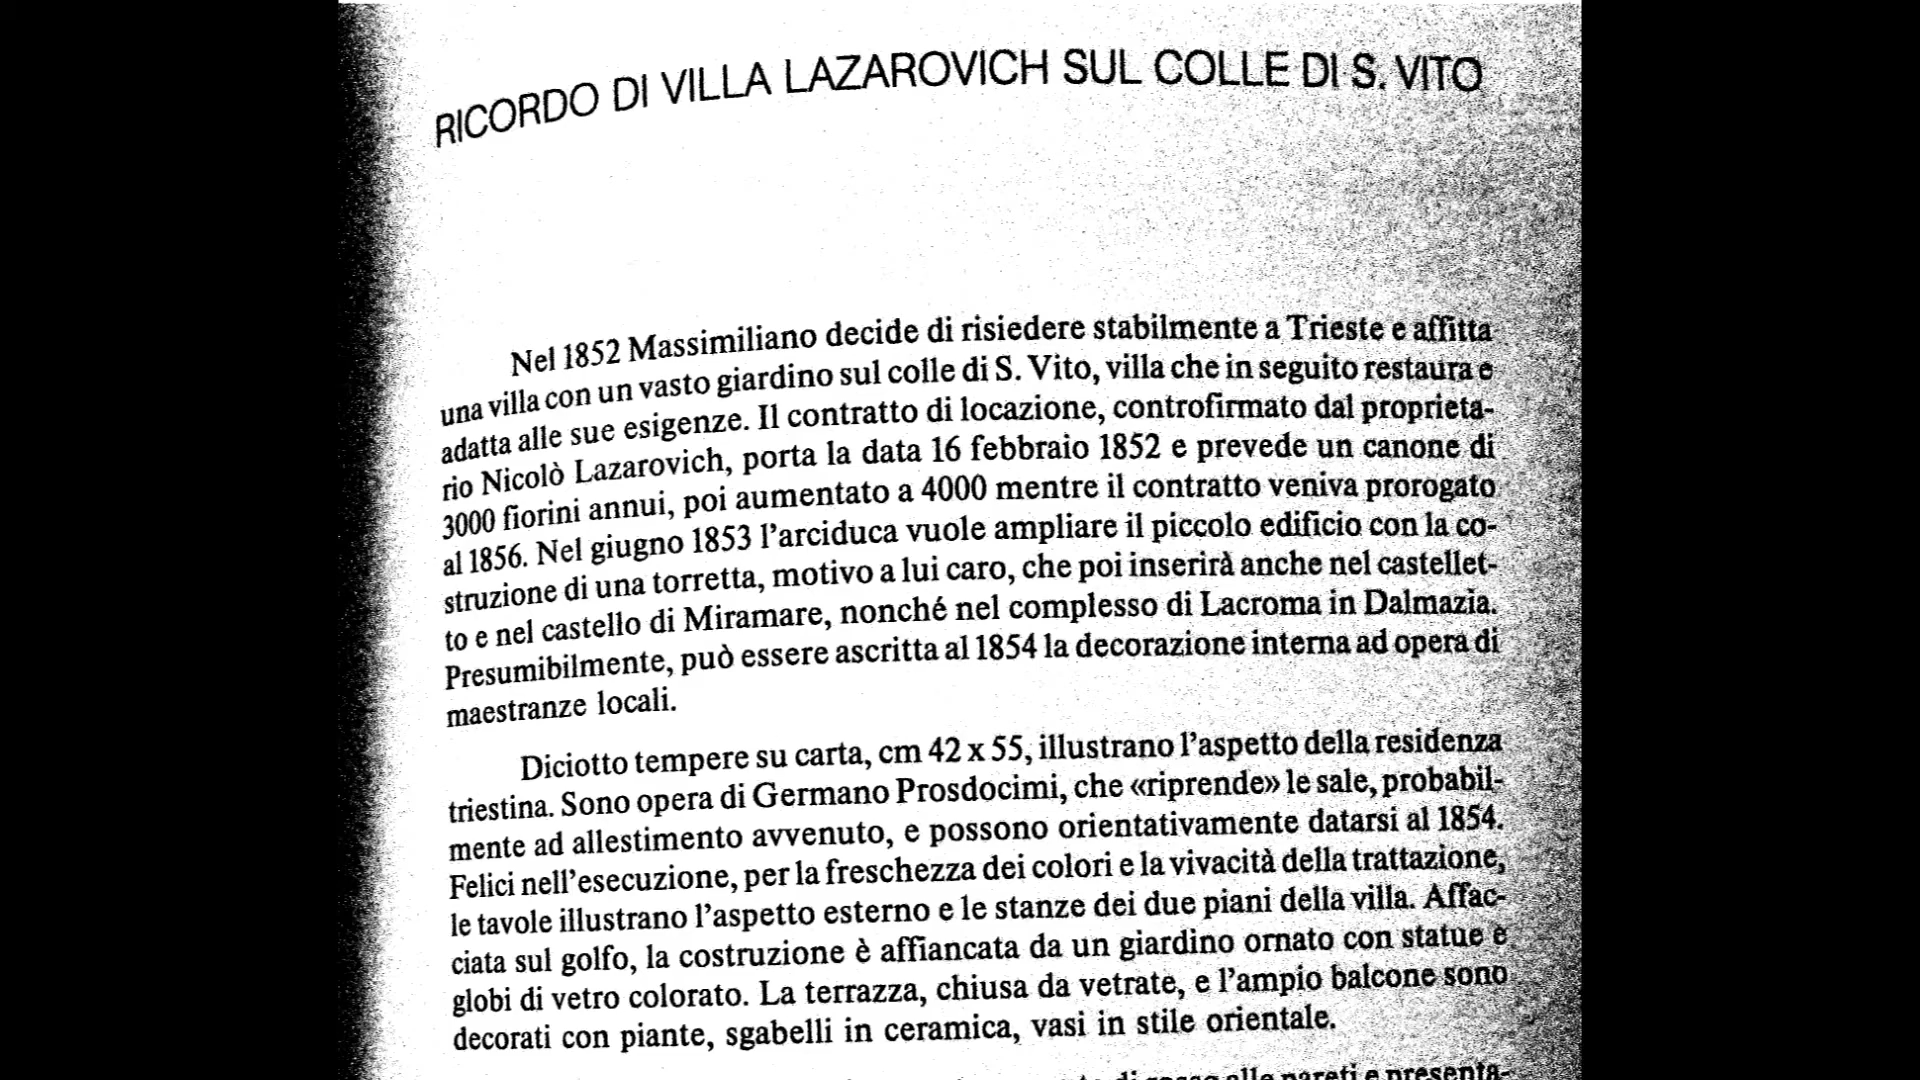 RICORDO DI VILLA LAZAROVICH SUL COLLE DI S. VITO
Nel 1852 Massimiliano decide di risiedere stabilmente a Trieste e affitta
una villa con un vasto giardino sul colle di S. Vito, villa che in seguito restaura e
adatta alle sue esigenze. Il contratto di locazione, controfirmato dal proprieta-
rio Nicolò Lazarovich, porta la data 16 febbraio 1852 e prevede un canone di
3000 fiorini annui, poi aumentato a 4000 mentre il contratto veniva prorogato
al 1856. Nel giugno 1853 l'arciduca vuole ampliare il piccolo edificio con la co-
struzione di una torretta, motivo a lui caro, che poi inserirà anche nel castellet-
to e nel castello di Miramare, nonché nel complesso di Lacroma in Dalmazia.
Presumibilmente, può essere ascritta al 1854 la decorazione interna ad opera di
maestranze locali.
Diciotto tempere su carta, cm 42 x 55, illustrano l'aspetto della residenza
triestina. Sono opera di Germano Prosdocimi, che «riprende» le sale, probabil-
mente ad allestimento avvenuto, e possono orientativamente datarsi al 1854.
Felici nell'esecuzione, per la freschezza dei colori e la vivacità della trattazione,
le tavole illustrano l'aspetto esterno e le stanze dei due piani della villa. Affac-
ciata sul golfo, la costruzione è affiancata da un giardino ornato con statue e
globi di vetro colorato. La terrazza, chiusa da vetrate, e l'ampio balcone sono
decorati con piante, sgabelli in ceramica, vasi in stile orientale.
alle pareti e presenta-